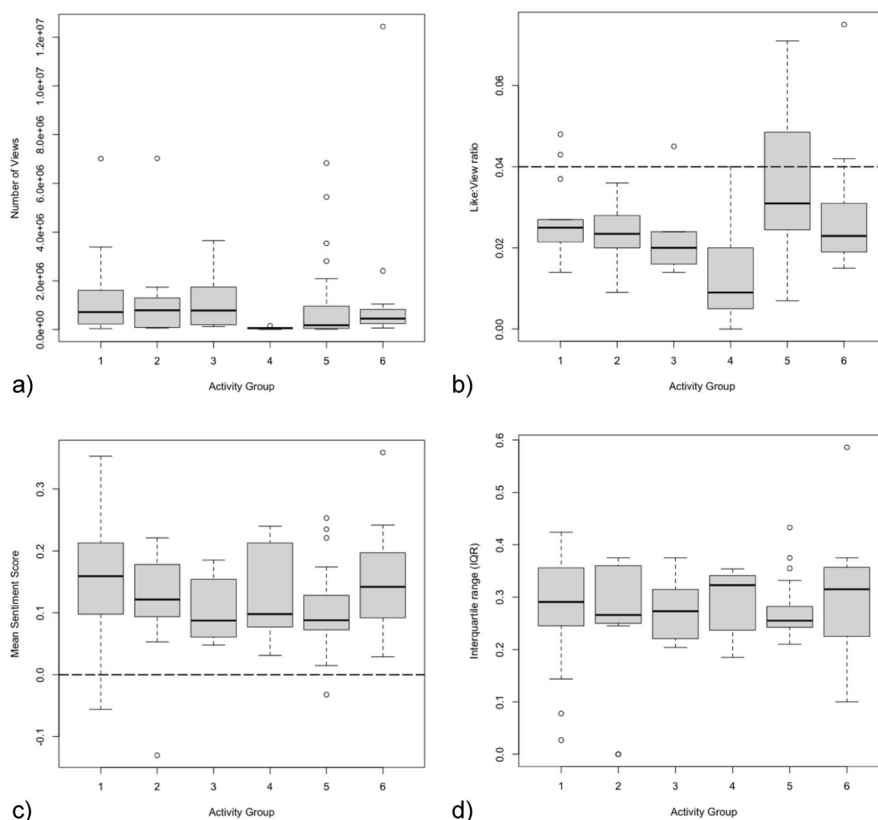 1.2e+07
1.0e+07
8.0e+06
6.0e+06
4.0e+06
2.0e+06
0.0e+00
Number of Views
1 2 3 4 5 6
Activity Group
a)
0.06
0.04
0.02
0.00
Like:View ratio
1 2 3 4 5 6
Activity Group
b)
0.3
0.2
0.1
0.0
-0.1
Mean Sentiment Score
1 2 3 4 5 6
Activity Group
c)
0.6
0.5
0.4
0.3
0.2
0.1
0.0
Interquartile range (IQR)
1 2 3 4 5 6
Activity Group
d)